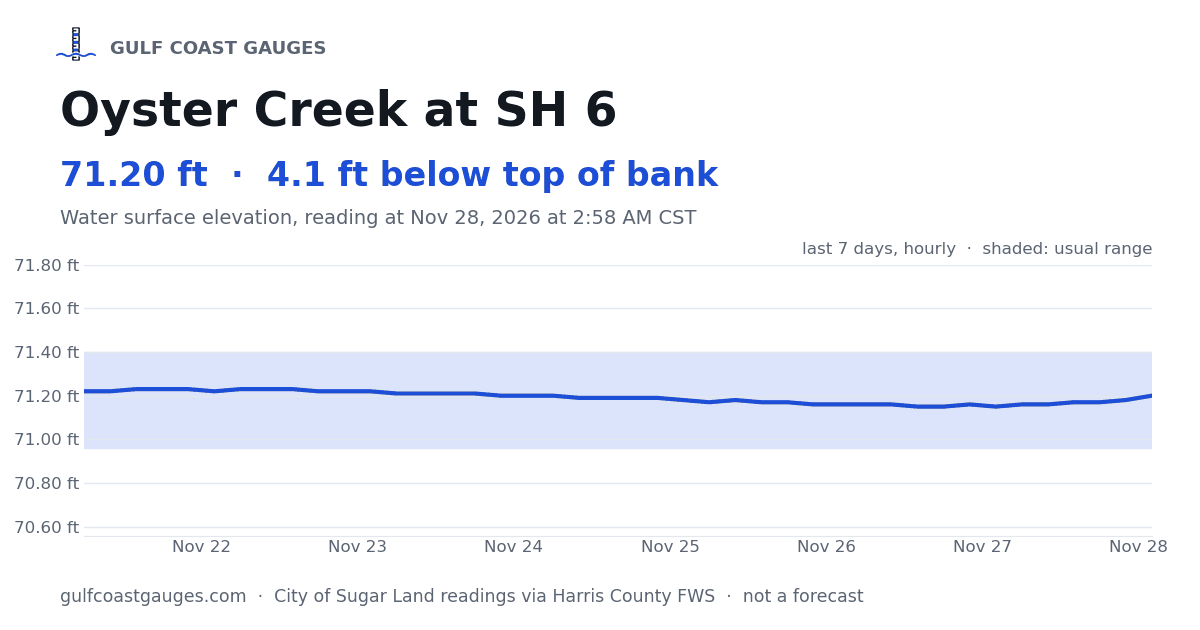 GULF COAST GAUGES
Oyster Creek at SH 6
71.20 ft · 4.1 ft below top of bank
Water surface elevation, reading at Nov 28, 2026 at 2:58 AM CST
last 7 days, hourly · shaded: usual range
71.80 ft
71.60 ft
71.40 ft
71.20 ft
71.00 ft
70.80 ft
70.60 ft
Nov 22 Nov 23 Nov 24 Nov 25 Nov 26 Nov 27 Nov 28
gulfcoastgauges.com · City of Sugar Land readings via Harris County FWS · not a forecast